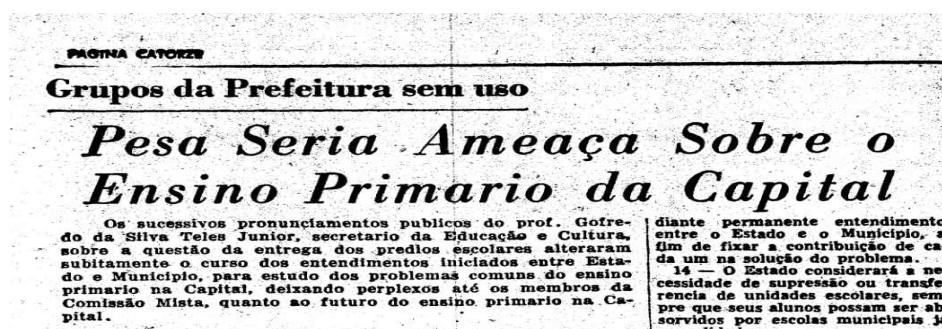 PAGINA CATORZE
Grupos da Prefeitura sem uso
Pesa Seria Ameaça Sobre o
Ensino Primario da Capital
Os sucessivos pronunciamentos publicos do prof. Gofre-
do da Silva Teles Junior, secretario da Educação e Cultura,
sobre a questão da entrega dos predios escolares alteraram
subitamente o curso dos entendimentos iniciados entre Esta-
do e Municipio, para estudo dos problemas comuns do ensino
primario na Capital, deixando perplexos até os membros da
Comissão Mista, quanto ao futuro do ensino primario na Ca-
pital.
diante permanente entendimento
entre o Estado e o Municipio, a
fim de fixar a contribuição de ca-
da um na solução do problema.
14 — O Estado considerará a ne
cessidade de supressão ou transfe
rencia de unidades escolares, sem
pre que seus alunos possam ser ab
sorvidos por escolas municipais